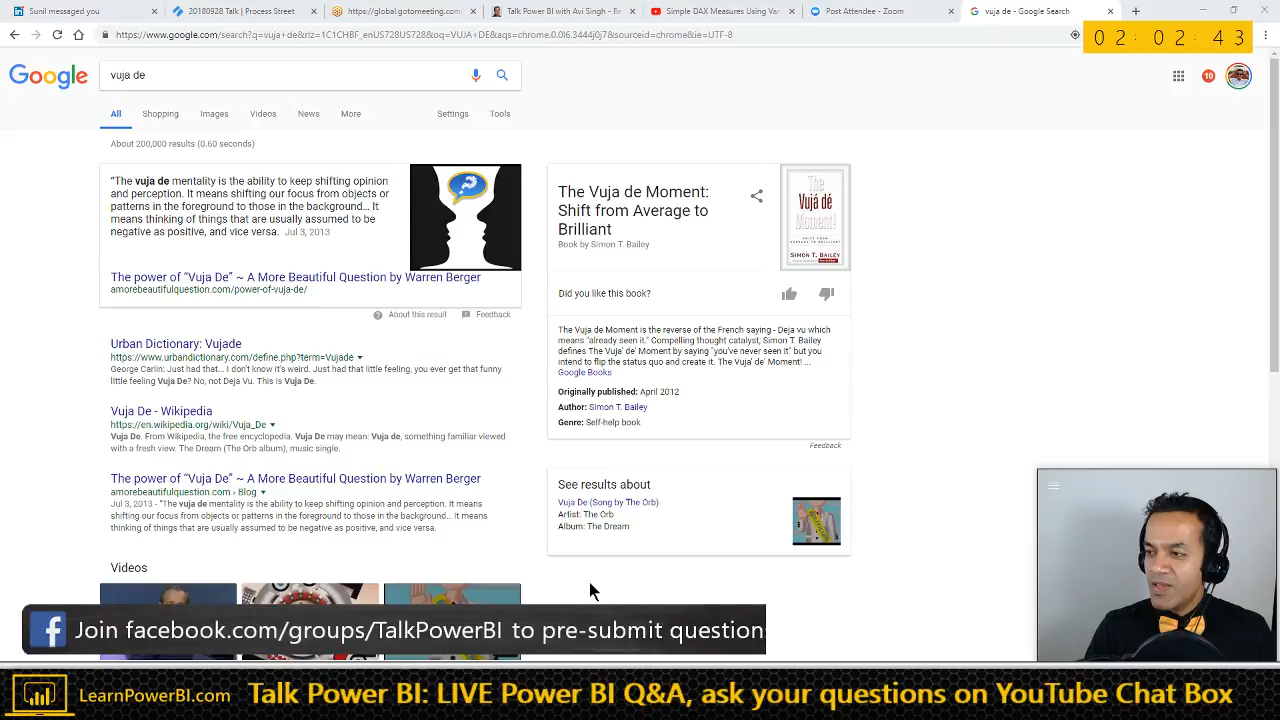 Sunil messaged you
20180928 Talk | Process Street
https://global.gotomeeting.com
Talk Power BI with Avi Singh - Re
Simple DAX Measures Using Var
Post Attendee - Zoom
vuja de - Google Search
https://www.google.com/search?q=vuja+de&rlz=1C1CHBF_enUS728US728&oq=VUJA+DE&aqs=chrome.0.0l6.3444j0j7&sourceid=chrome&ie=UTF-8
02:02:43
Google
vuja de
10
All
Shopping
Images
Videos
News
More
Settings
Tools
About 200,000 results (0.60 seconds)
"The vuja de mentality is the ability to keep shifting opinion
and perception. It means shifting our focus from objects or
patterns in the foreground to those in the background... It
means thinking of things that are usually assumed to be
negative as positive, and vice versa. Jul 3, 2013
?
The power of “Vuja De” ~ A More Beautiful Question by Warren Berger
amorebeautifulquestion.com/power-of-vuja-de/
About this result
Feedback
Urban Dictionary: Vujade
https://www.urbandictionary.com/define.php?term=Vujade
George Carlin: Just had that... I don't know it's weird. Just had that little feeling, you ever get that funny
little feeling Vuja De? No, not Deja Vu. This is Vuja De.
Vuja De - Wikipedia
https://en.wikipedia.org/wiki/Vuja_De
Vuja De. From Wikipedia, the free encyclopedia. Vuja De may mean: Vuja de, something familiar viewed
with a fresh view. The Dream (The Orb album), music single.
The power of “Vuja De” ~ A More Beautiful Question by Warren Berger
amorebeautifulquestion.com › Blog
Jul 3, 2013 - "The vuja de mentality is the ability to keep shifting opinion and perception. It means
shifting our focus from objects or patterns in the foreground to those in the background... It means
thinking of things that are usually assumed to be negative as positive, and vice versa.
Videos
The Vuja de Moment:
Shift from Average to
Brilliant
Book by Simon T. Bailey
The
Vujá dé
Moment!
SHIFT FROM
AVERAGE TO BRILLIANT
SIMON T. BAILEY
Did you like this book?
The Vuja de Moment is the reverse of the French saying - Deja vu which
means "already seen it." Compelling thought catalyst, Simon T. Bailey
defines The Vuja' de' Moment by saying "you've never seen it" but you
intend to flip the status quo and create it. The Vuja' de' Moment! ...
Google Books
Originally published: April 2012
Author: Simon T. Bailey
Genre: Self-help book
Feedback
See results about
Vuja De (Song by The Orb)
Artist: The Orb
Album: The Dream
f Join facebook.com/groups/TalkPowerBI to pre-submit question
LearnPowerBI.com
Talk Power BI: LIVE Power BI Q&A, ask your questions on YouTube Chat Box